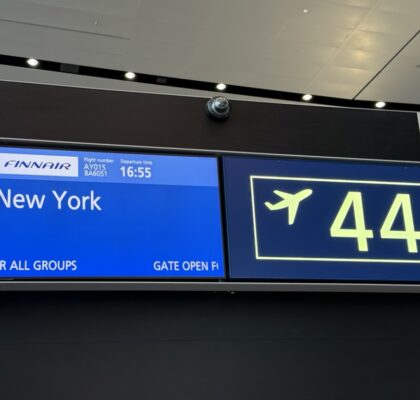 FINNAIR
Flight number Departure time
AY015 16:55
BA6051
New York
R ALL GROUPS GATE OPEN F
44